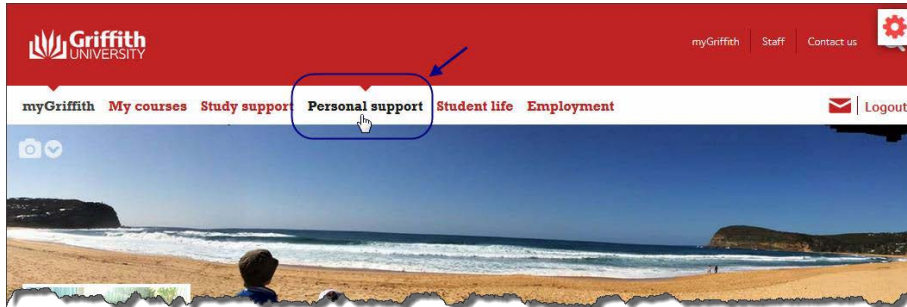 Griffith
UNIVERSITY
myGriffith Staff Contact us
myGriffith My courses Study support Personal support Student life Employment Logout